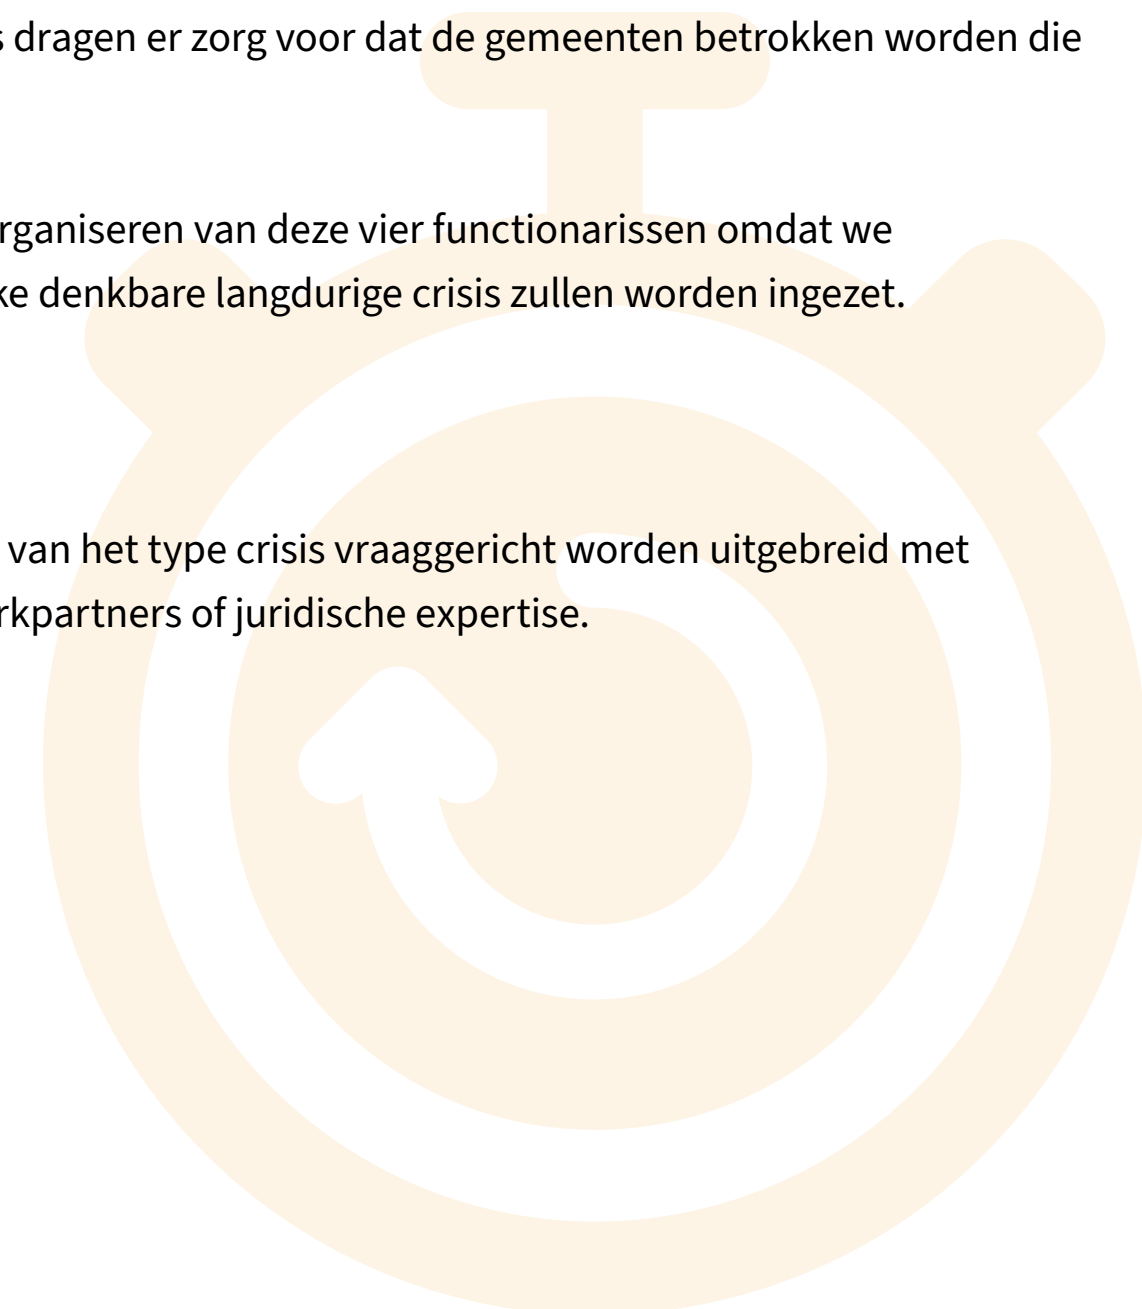 dragen er zorg voor dat de gemeenten betrokken worden die
rganiseren van deze vier functionarissen omdat we
ke denkbare langdurige crisis zullen worden ingezet.
van het type crisis vraaggericht worden uitgebreid met
rkpartners of juridische expertise.